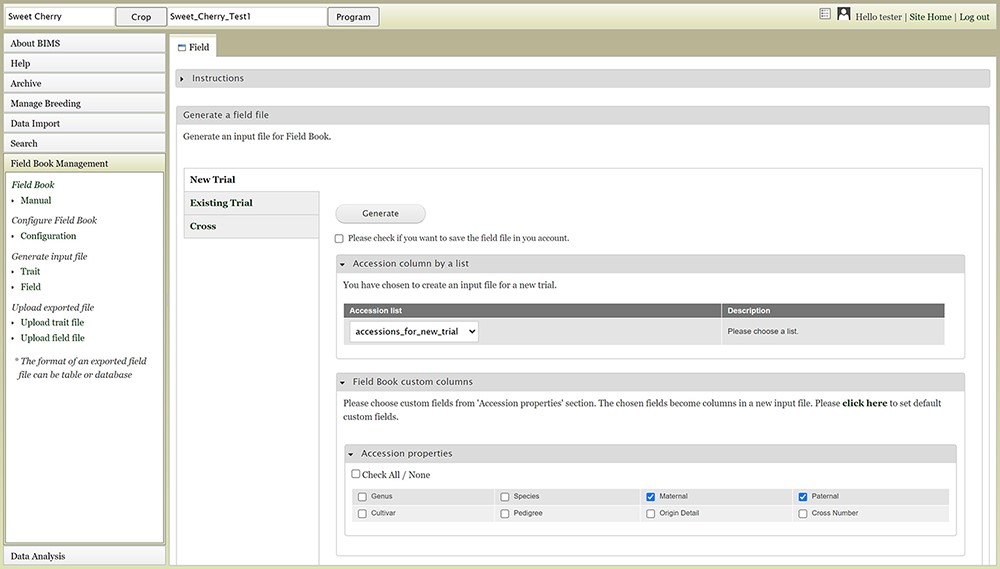 Sweet Cherry Crop Sweet_Cherry_Test1 Program Hello tester | Site Home | Log out
About BIMS
Help
Archive
Manage Breeding
Data Import
Search
Field Book Management
Field Book
Manual
Configure Field Book
Configuration
Generate input file
Trait
Field
Upload exported file
Upload trait file
Upload field file
* The format of an exported field
file can be table or database
Data Analysis
Field
Instructions
Generate a field file
Generate an input file for Field Book.
New Trial
Existing Trial
Cross
Generate
Please check if you want to save the field file in you account.
Accession column by a list
You have chosen to create an input file for a new trial.
Accession list Description
accessions_for_new_trial Please choose a list.
Field Book custom columns
Please choose custom fields from 'Accession properties' section. The chosen fields become columns in a new input file. Please click here to set default
custom fields.
Accession properties
Check All / None
Genus Species Maternal Paternal
Cultivar Pedigree Origin Detail Cross Number